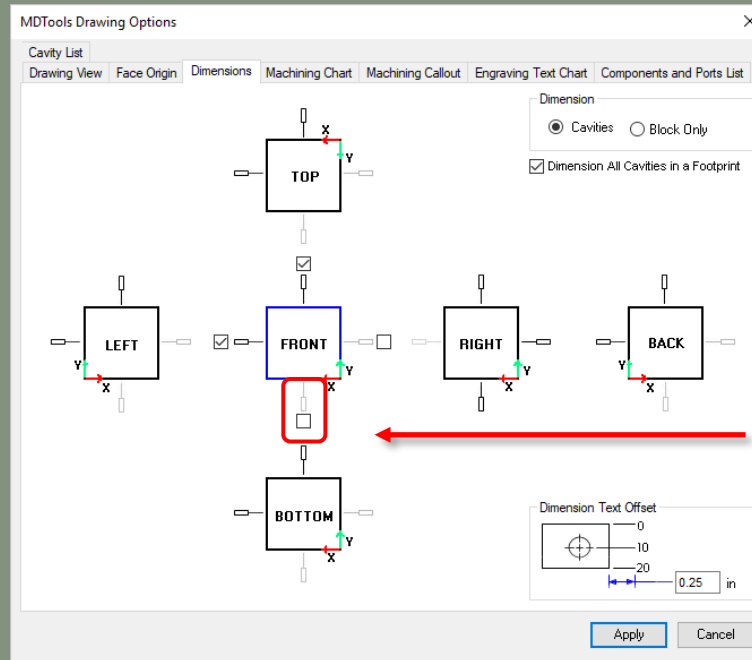 MDTools Drawing Options
Cavity List
Drawing View Face Origin Dimensions Machining Chart Machining Callout Engraving Text Chart Components and Ports List
Dimension
Cavities Block Only
Dimension All Cavities in a Footprint
X
Y
TOP
LEFT
Y
X
FRONT
Y
X
RIGHT
Y
X
BACK
Y
X
BOTTOM
Y
X
Dimension Text Offset
0
10
20
0.25 in
Apply Cancel